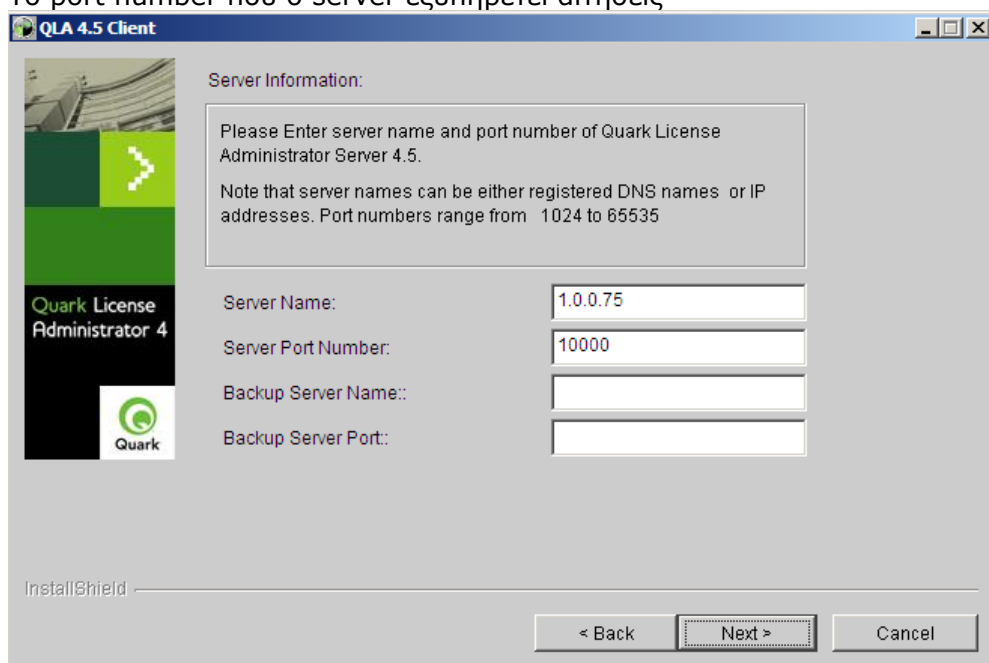 Το port number που ο server εξυπηρετεί αιτήσεις
QLA 4.5 Client
Server Information:
Please Enter server name and port number of Quark License
Administrator Server 4.5.
Note that server names can be either registered DNS names or IP
addresses. Port numbers range from 1024 to 65535
Quark License
Administrator 4
Quark
Server Name:
1.0.0.75
Server Port Number:
10000
Backup Server Name::
Backup Server Port::
InstallShield
< Back
Next >
Cancel